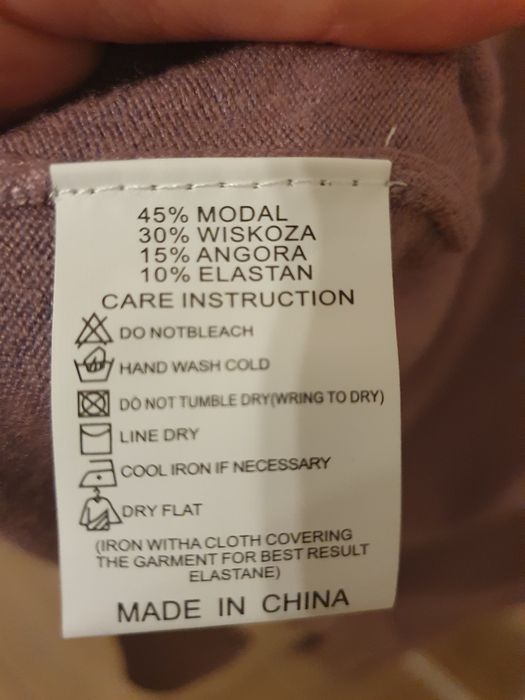 45% MODAL
30% WISKOZA
15% ANGORA
10% ELASTAN
CARE INSTRUCTION
DO NOTBLEACH
HAND WASH COLD
DO NOT TUMBLE DRY(WRING TO DRY)
LINE DRY
COOL IRON IF NECESSARY
DRY FLAT
(IRON WITHA CLOTH COVERING
THE GARMENT FOR BEST RESULT
ELASTANE)
MADE IN CHINA